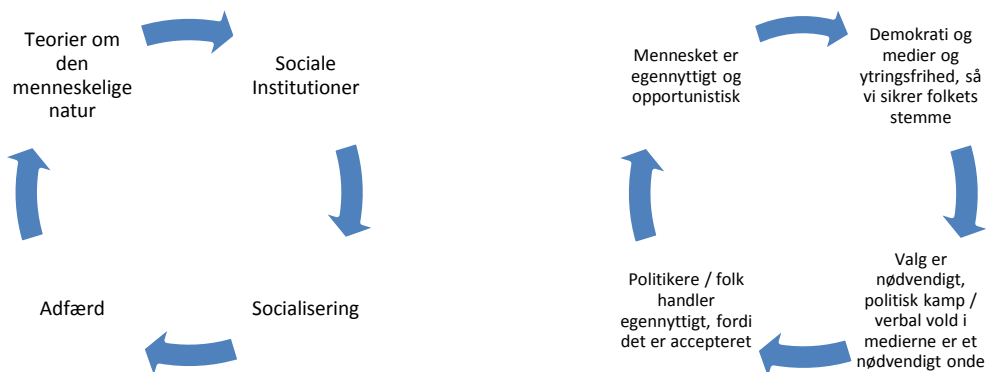 Teorier om
den
menneskelige
natur
Sociale
Institutioner
Socialisering
Adfærd
Mennesket er
egennyttigt og
opportunistisk
Demokrati og
medier og
ytringsfrihed, så
vi sikrer folkets
stemme
Valg er
nødvendigt,
politisk kamp /
verbal vold i
medierne er et
nødvendigt onde
Politikere / folk
handler
egennyttigt, fordi
det er accepteret